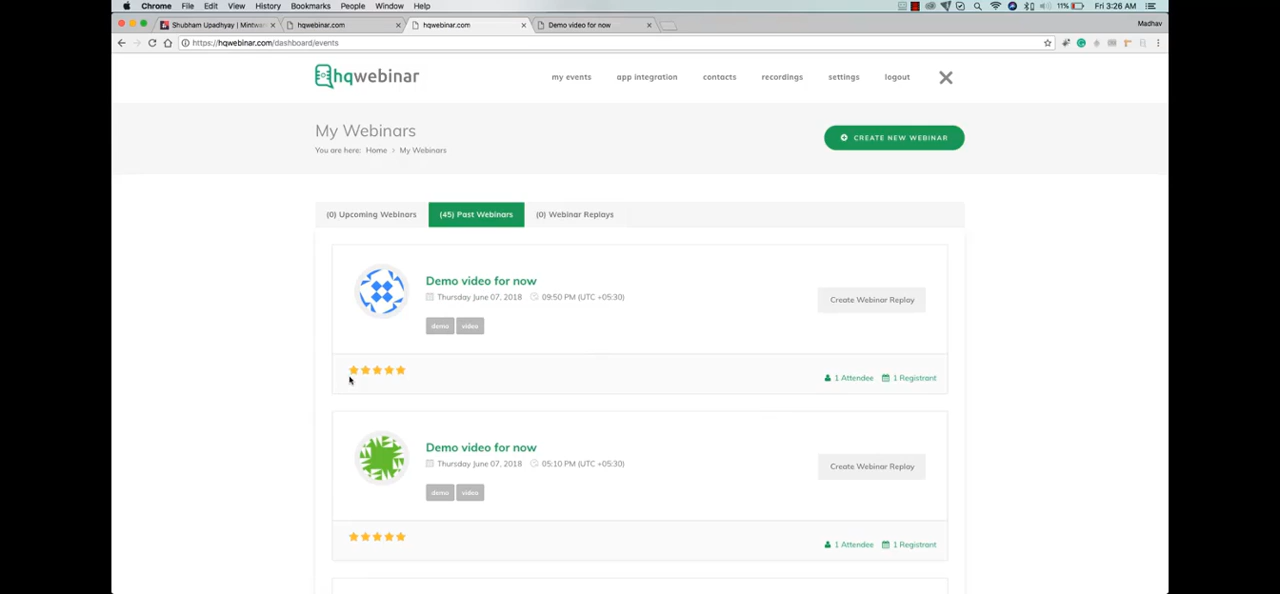 Chrome File Edit View History Bookmarks People Window Help 11% Fri 3:26 AM
Shubham Upadhyay | Mintwa hqwebinar.com hqwebinar.com Demo video for now Madhav
https://hqwebinar.com/dashboard/events
hqwebinar my events app integration contacts recordings settings logout
My Webinars
CREATE NEW WEBINAR
You are here: Home › My Webinars
(0) Upcoming Webinars (45) Past Webinars (0) Webinar Replays
Demo video for now
Thursday June 07, 2018 09:50 PM (UTC +05:30)
Create Webinar Replay
demo video
1 Attendee 1 Registrant
Demo video for now
Thursday June 07, 2018 05:10 PM (UTC +05:30)
Create Webinar Replay
demo video
1 Attendee 1 Registrant